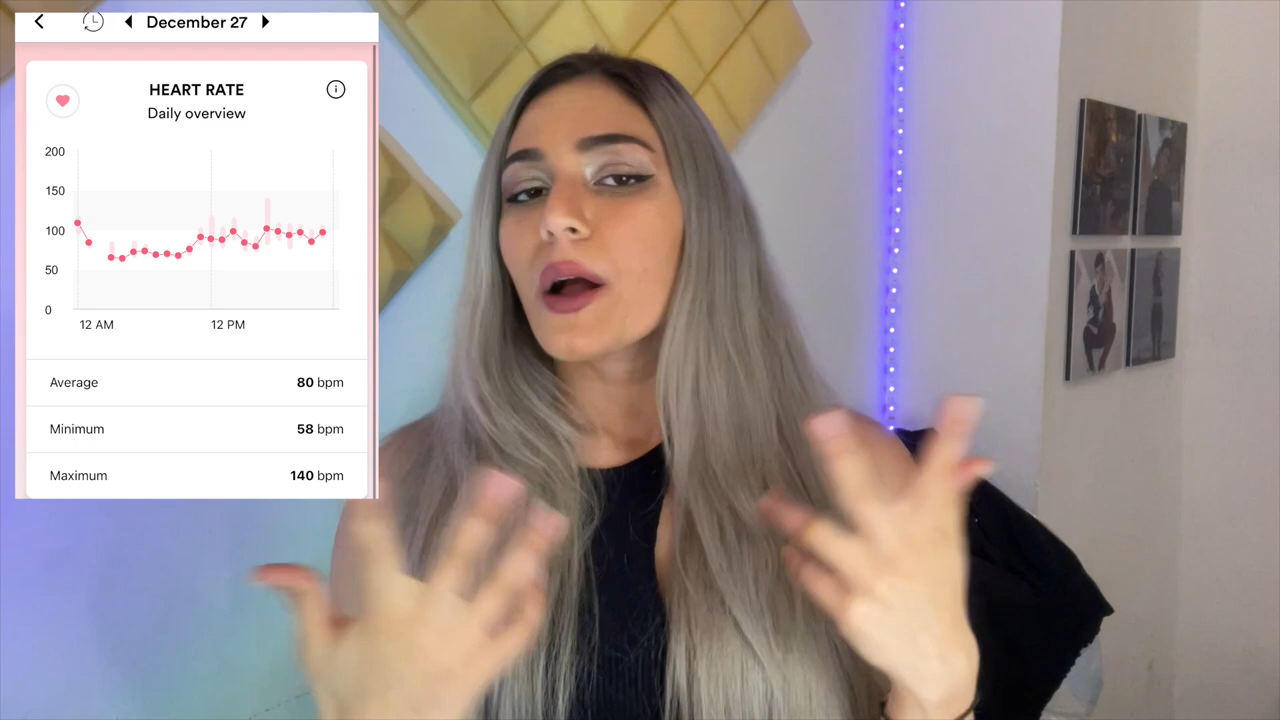 December 27
HEART RATE
Daily overview
200
150
100
50
0
12 AM
12 PM
Average 80 bpm
Minimum 58 bpm
Maximum 140 bpm